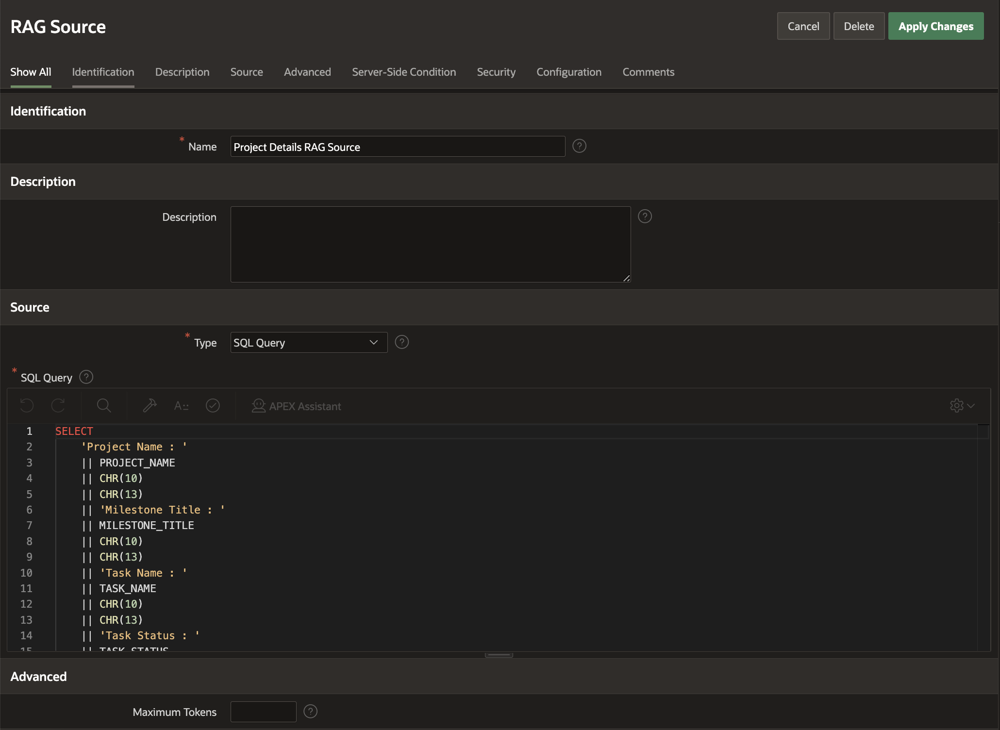 RAG Source
Cancel
Delete
Apply Changes
Show All
Identification
Description
Source
Advanced
Server-Side Condition
Security
Configuration
Comments
Identification
* Name
Project Details RAG Source
?
Description
Description
?
Source
* Type
SQL Query
?
* SQL Query ?
A::
APEX Assistant
1 SELECT
2 'Project Name : '
3 || PROJECT_NAME
4 || CHR(10)
5 || CHR(13)
6 || 'Milestone Title : '
7 || MILESTONE_TITLE
8 || CHR(10)
9 || CHR(13)
10 || 'Task Name : '
11 || TASK_NAME
12 || CHR(10)
13 || CHR(13)
14 || 'Task Status : '
15 || TASK_STATUS
Advanced
Maximum Tokens
?